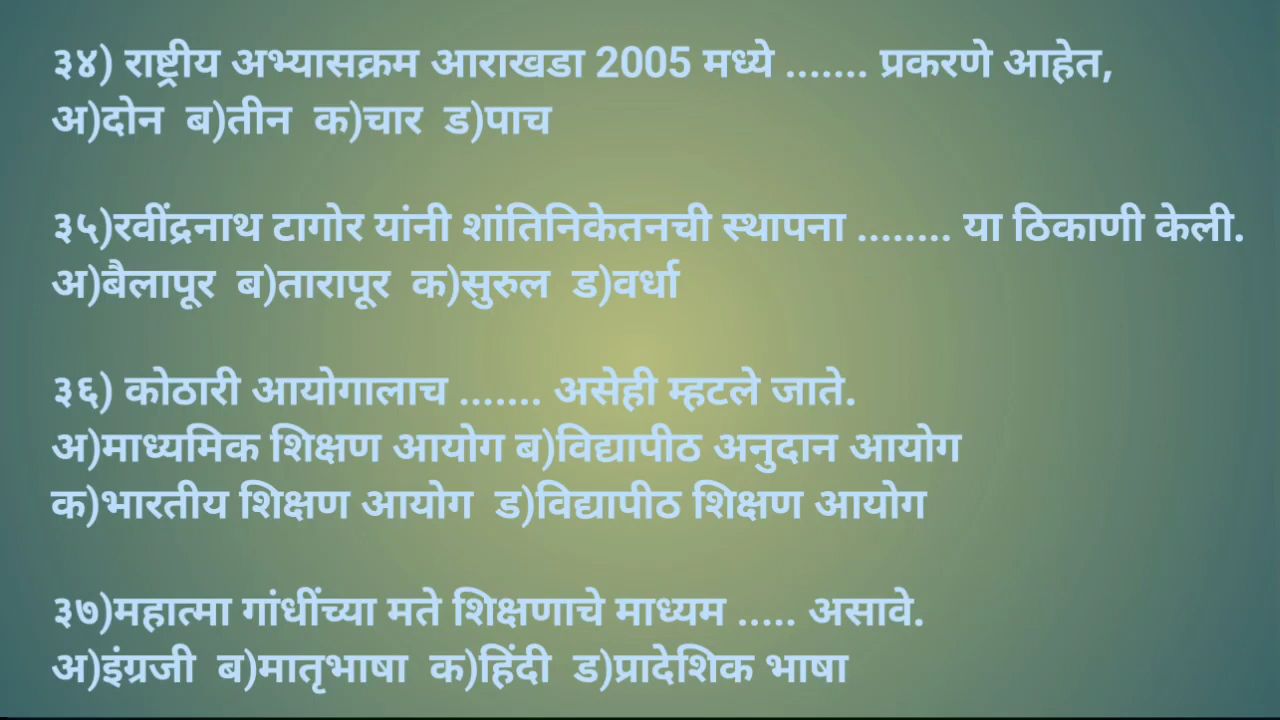 ३४) राष्ट्रीय अभ्यासक्रम आराखडा 2005 मध्ये ....... प्रकरणे आहेत,
अ)दोन ब)तीन क)चार ड)पाच
३५)रवींद्रनाथ टागोर यांनी शांतिनिकेतनची स्थापना ........ या ठिकाणी केली.
अ)बैलापूर ब)तारापूर क)सुरुल ड)वर्धा
३६) कोठारी आयोगालाच ....... असेही म्हटले जाते.
अ)माध्यमिक शिक्षण आयोग ब)विद्यापीठ अनुदान आयोग
क)भारतीय शिक्षण आयोग ड)विद्यापीठ शिक्षण आयोग
३७)महात्मा गांधींच्या मते शिक्षणाचे माध्यम ..... असावे.
अ)इंग्रजी ब)मातृभाषा क)हिंदी ड)प्रादेशिक भाषा